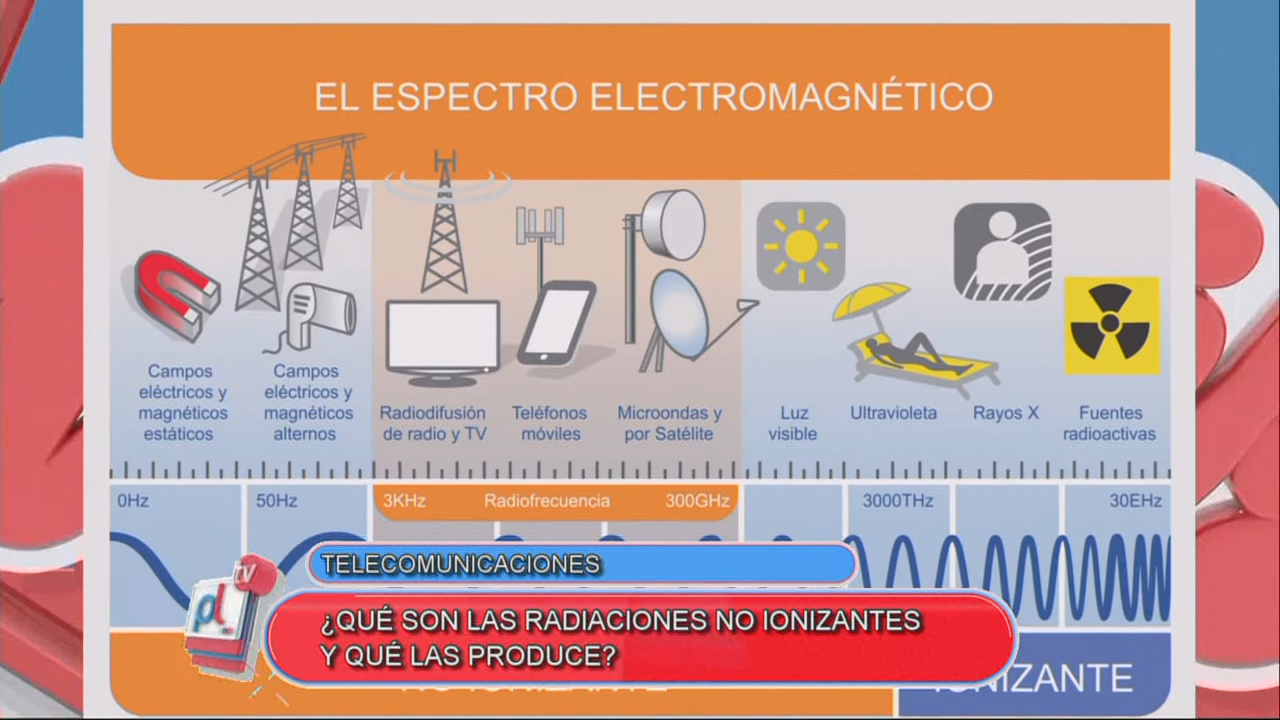 EL ESPECTRO ELECTROMAGNÉTICO
Campos
eléctricos y
magnéticos
estáticos
Campos
eléctricos y
magnéticos
alternos
Radiodifusión
de radio y TV
Teléfonos
móviles
Microondas y
por Satélite
Luz
visible
Ultravioleta
Rayos X
Fuentes
radioactivas
0Hz
50Hz
3KHz
Radiofrecuencia
300GHz
3000THz
30EHz
TELECOMUNICACIONES
tv
pl
¿QUÉ SON LAS RADIACIONES NO IONIZANTES
Y QUÉ LAS PRODUCE?
IONIZANTE